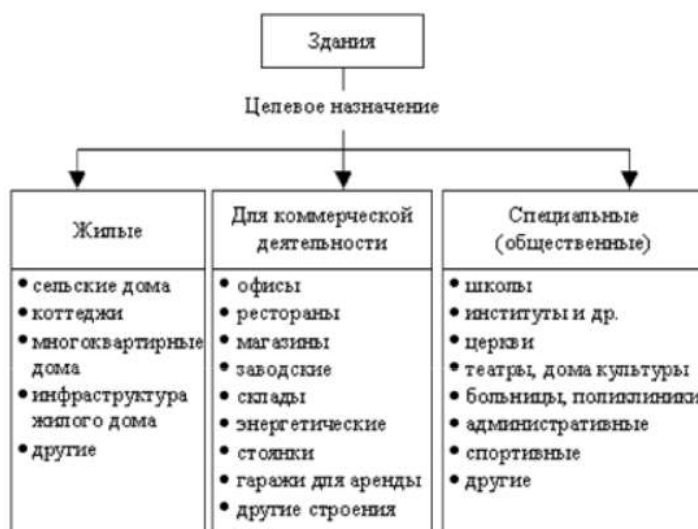 Здания
Целевое назначение
Жилые
• сельские дома
• коттеджи
• многоквартирные
дома
• инфраструктура
жилого дома
• другие
Для коммерческой
деятельности
• офисы
• рестораны
• магазины
• заводские
• склады
• энергетические
• стоянки
• гаражи для аренды
• другие строения
Специальные
(общественные)
• школы
• институты и др.
• церкви
• театры, дома культуры
• больницы, поликлиники
• административные
• спортивные
• другие